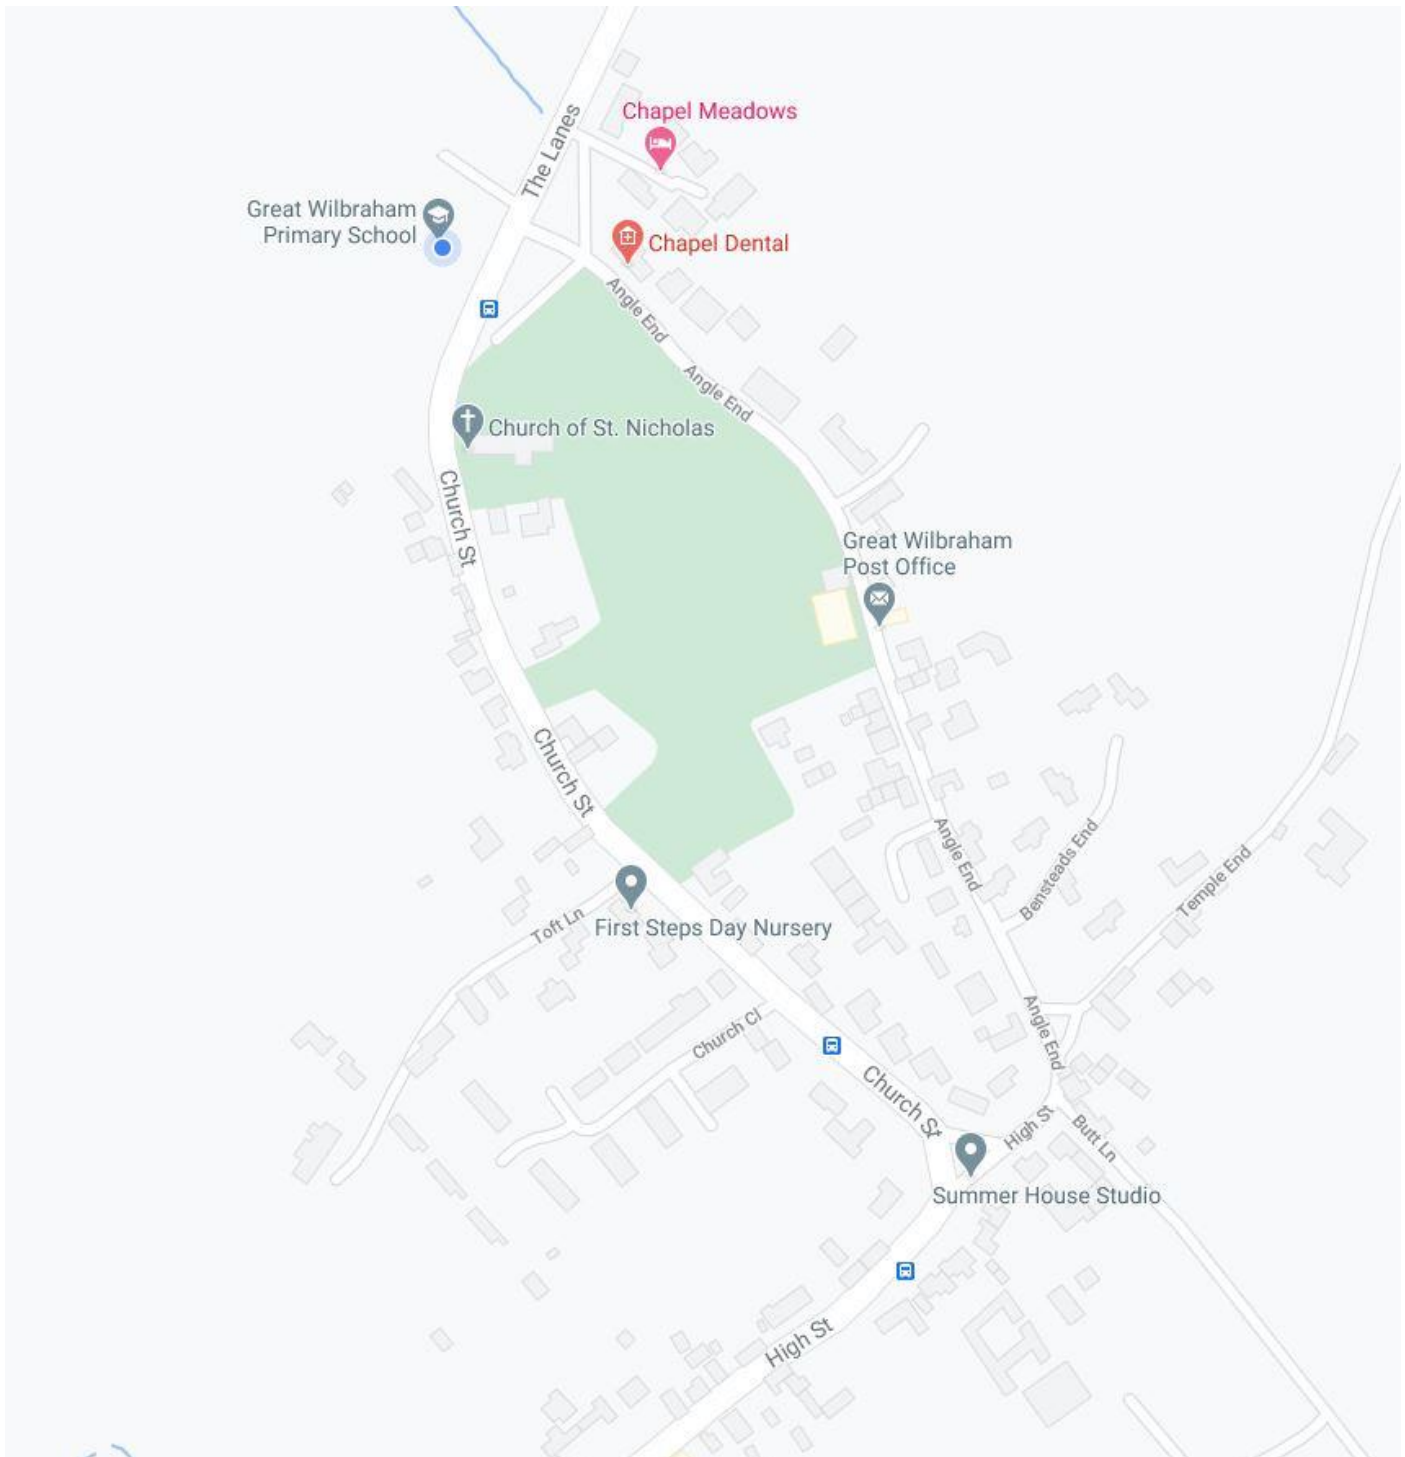 Chapel Meadows
The Lanes
Great Wilbraham
Primary School
Chapel Dental
Angle End
Angle End
Church of St. Nicholas
Church St
Great Wilbraham
Post Office
Church St
Angle End
Bensteads End
Temple End
First Steps Day Nursery
Toft Ln
Angle End
Church Cl
Church St
High St
Butt Ln
Summer House Studio
High St